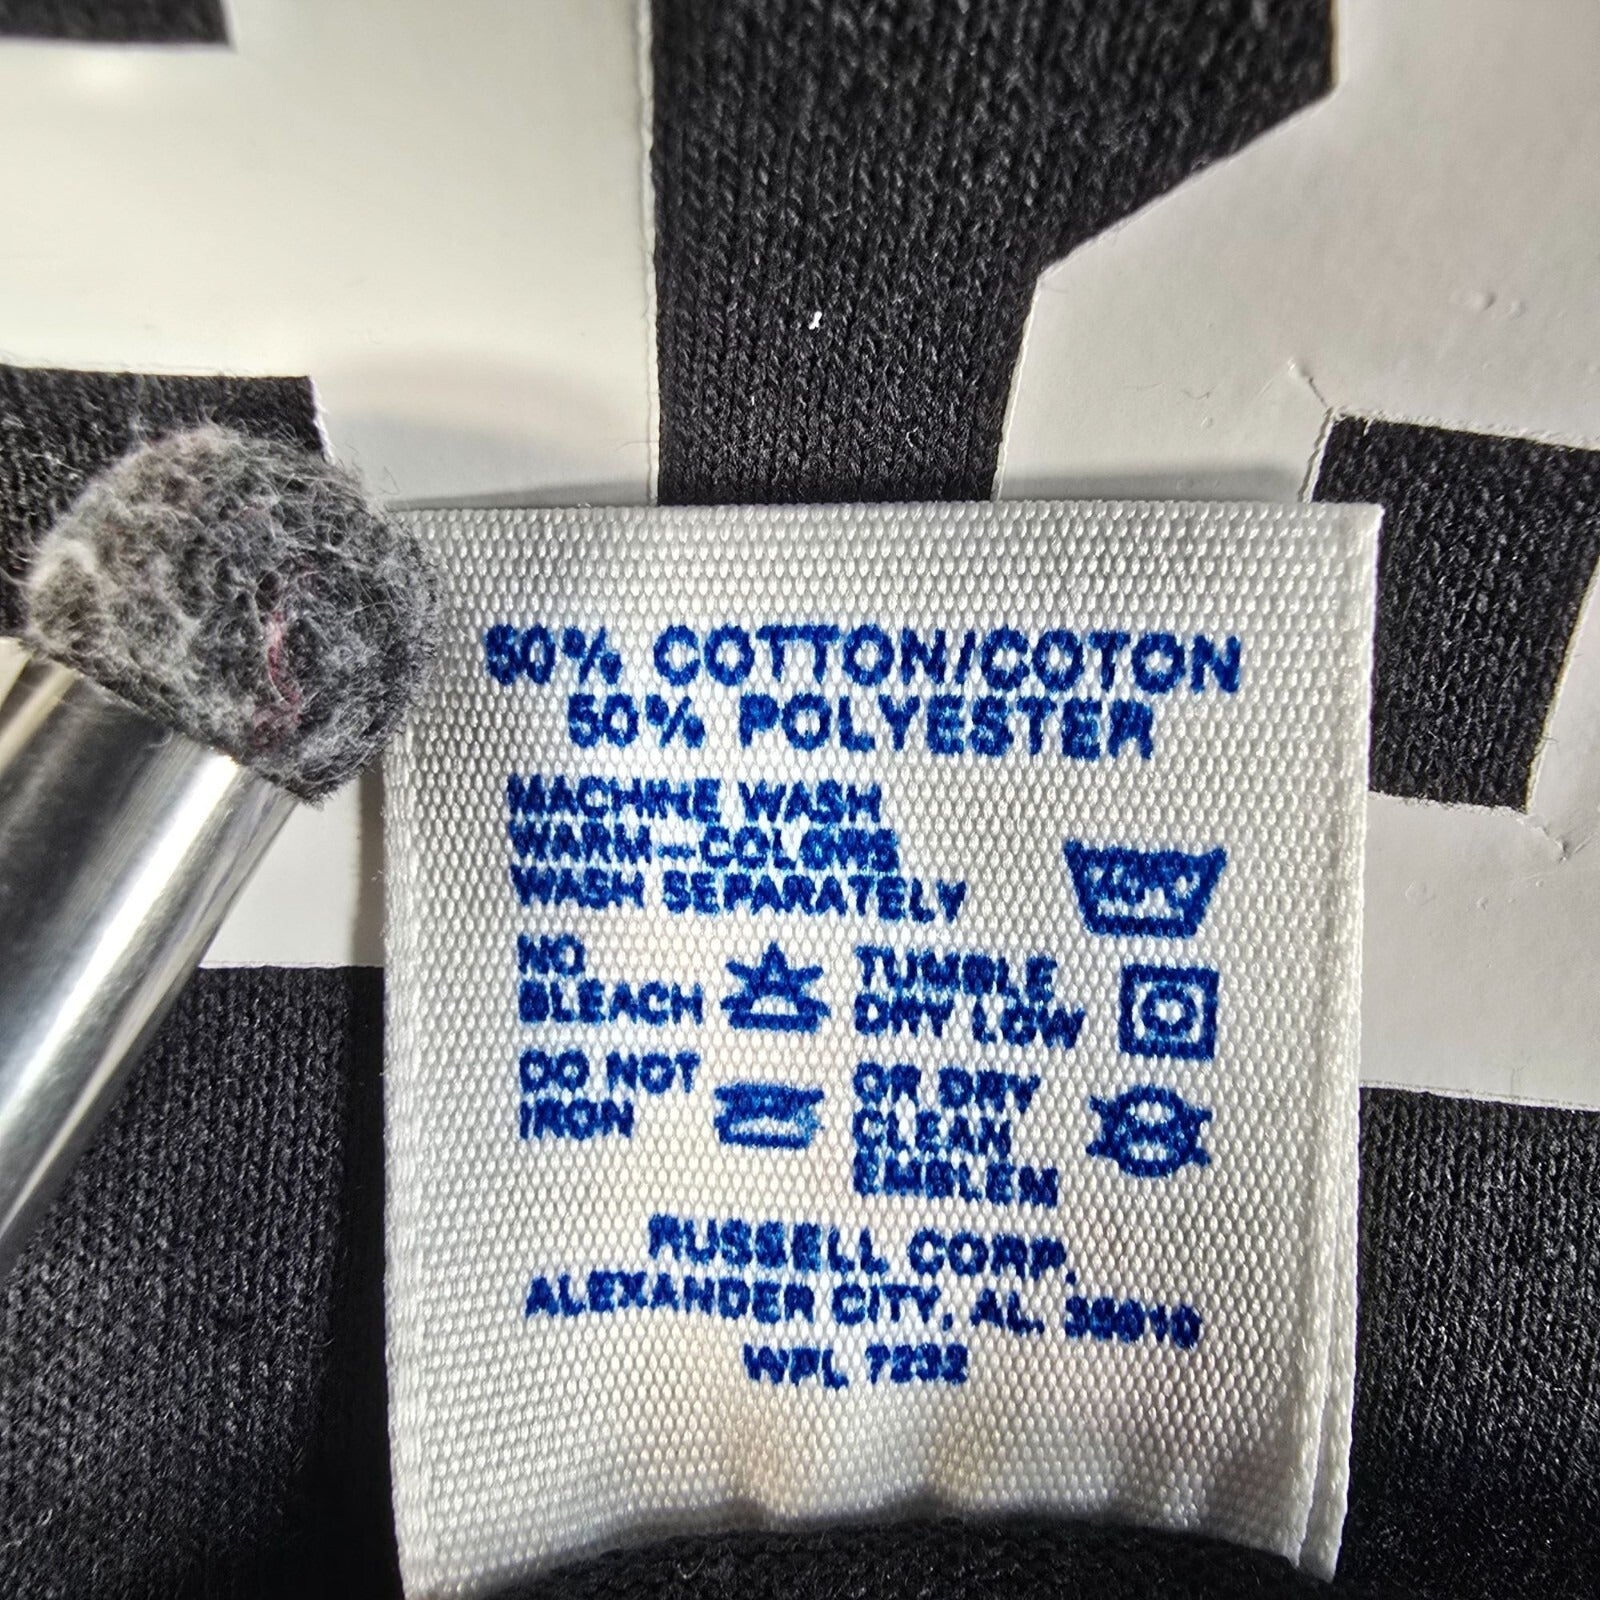 50% COTTON/COTON
50% POLYESTER
MACHINE WASH
WARM—COLORS
WASH SEPARATELY
NO
BLEACH
TUMBLE
DRY LOW
DO NOT
IRON
OR DRY
CLEAN
EMBLEM
RUSSELL CORP.
ALEXANDER CITY, AL. 35010
WPL 7232